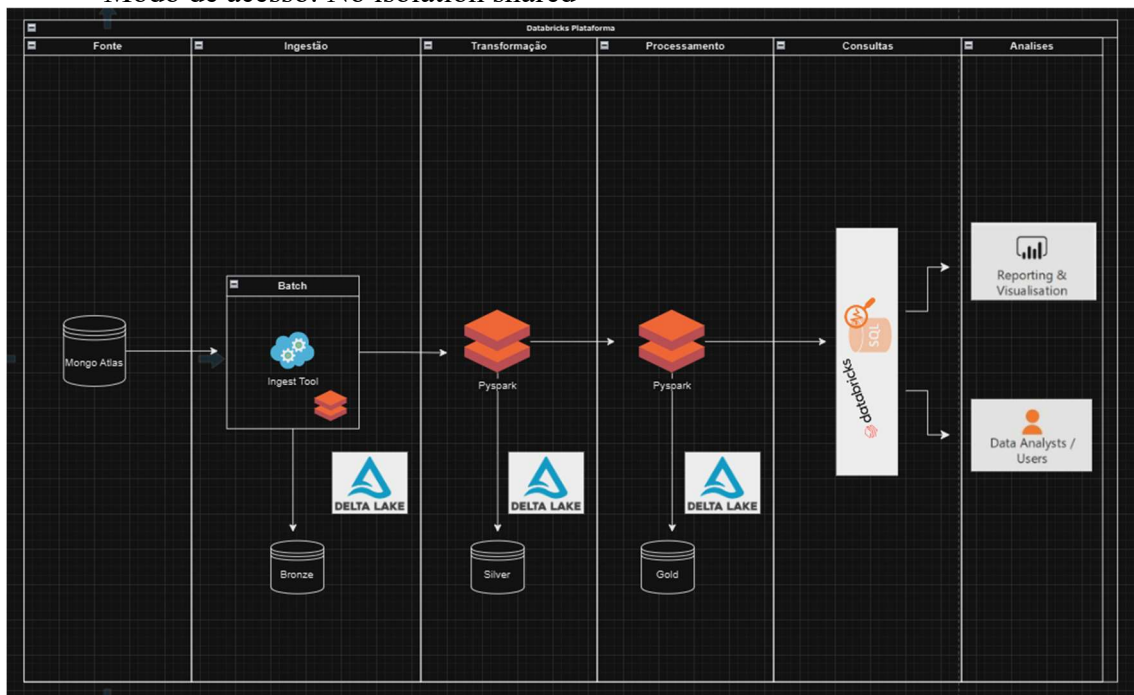 Modo de acesso: No isolation shared
Databricks Plataforma
Fonte
Ingestão
Transformação
Processamento
Consultas
Analises
Batch
Mongo Atlas
Ingest Tool
Pyspark
Pyspark
SQL
databricks
Reporting &
Visualisation
Data Analysts /
Users
DELTA LAKE
DELTA LAKE
DELTA LAKE
Bronze
Silver
Gold